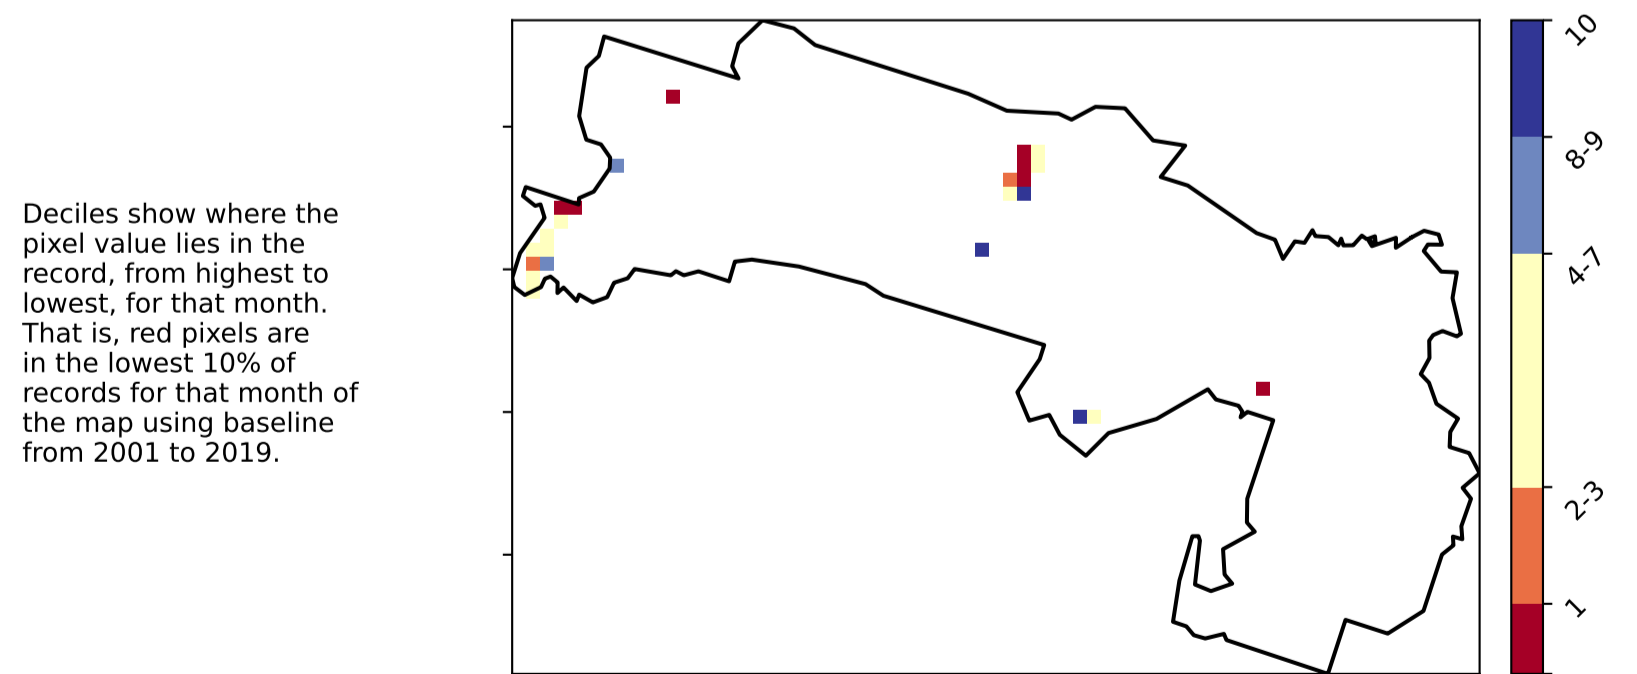 Deciles show where the
pixel value lies in the
record, from highest to
lowest, for that month.
That is, red pixels are
in the lowest 10% of
records for that month of
the map using baseline
from 2001 to 2019.
10
8-9
4-7
2-3
1